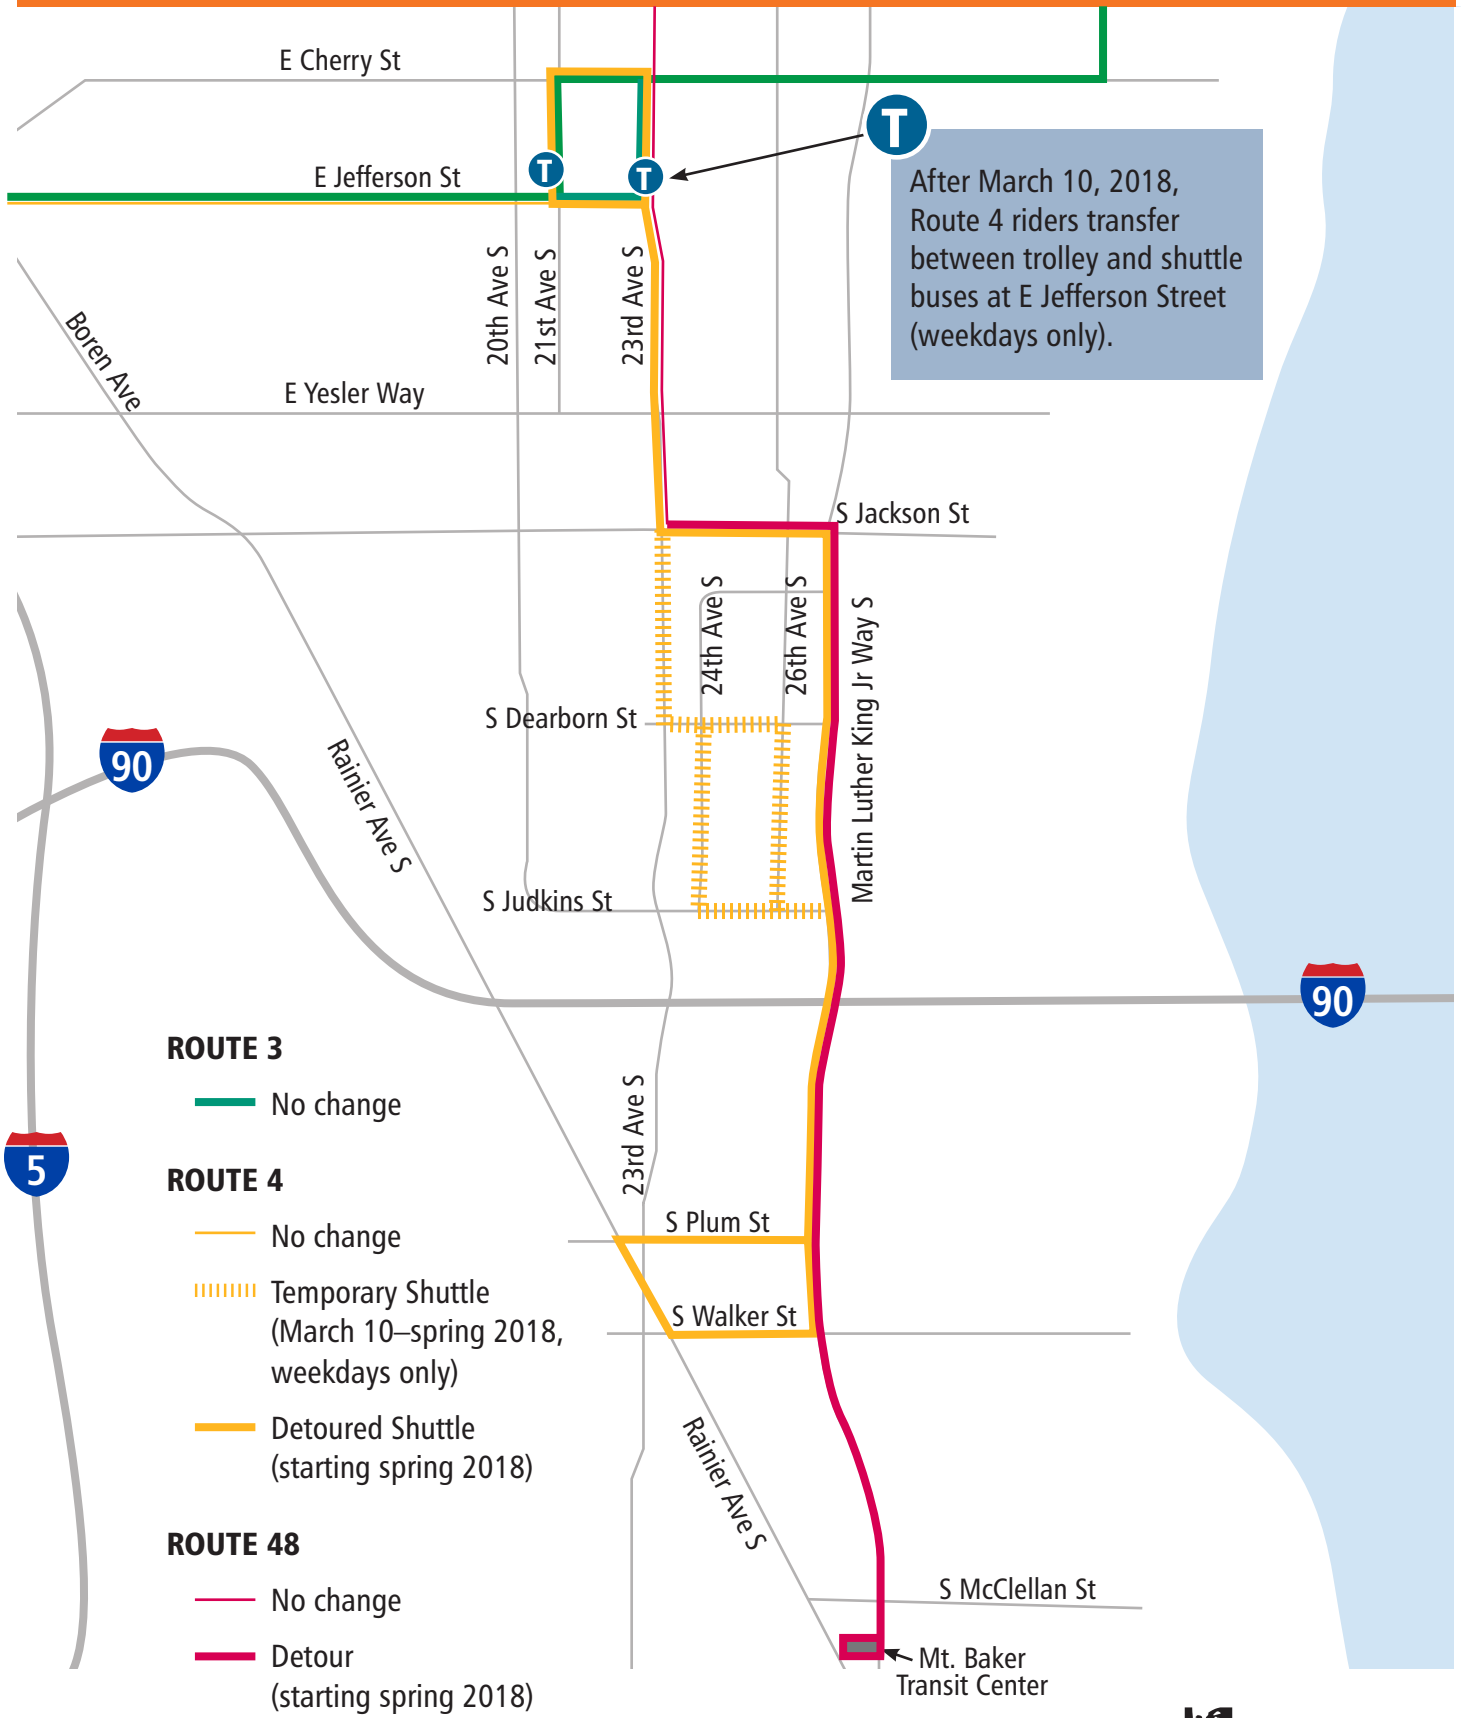 E Cherry St
T
After March 10, 2018,
Route 4 riders transfer
between trolley and shuttle
buses at E Jefferson Street
(weekdays only).
T
T
E Jefferson St
20th Ave S
21st Ave S
23rd Ave S
Boren Ave
E Yesler Way
S Jackson St
24th Ave S
26th Ave S
Martin Luther King Jr Way S
S Dearborn St
90
Rainier Ave S
S Judkins St
90
ROUTE 3
No change
23rd Ave S
5
ROUTE 4
No change
S Plum St
Temporary Shuttle
(March 10–spring 2018,
weekdays only)
S Walker St
Detoured Shuttle
(starting spring 2018)
Rainier Ave S
ROUTE 48
No change
S McClellan St
Detour
(starting spring 2018)
Mt. Baker
Transit Center